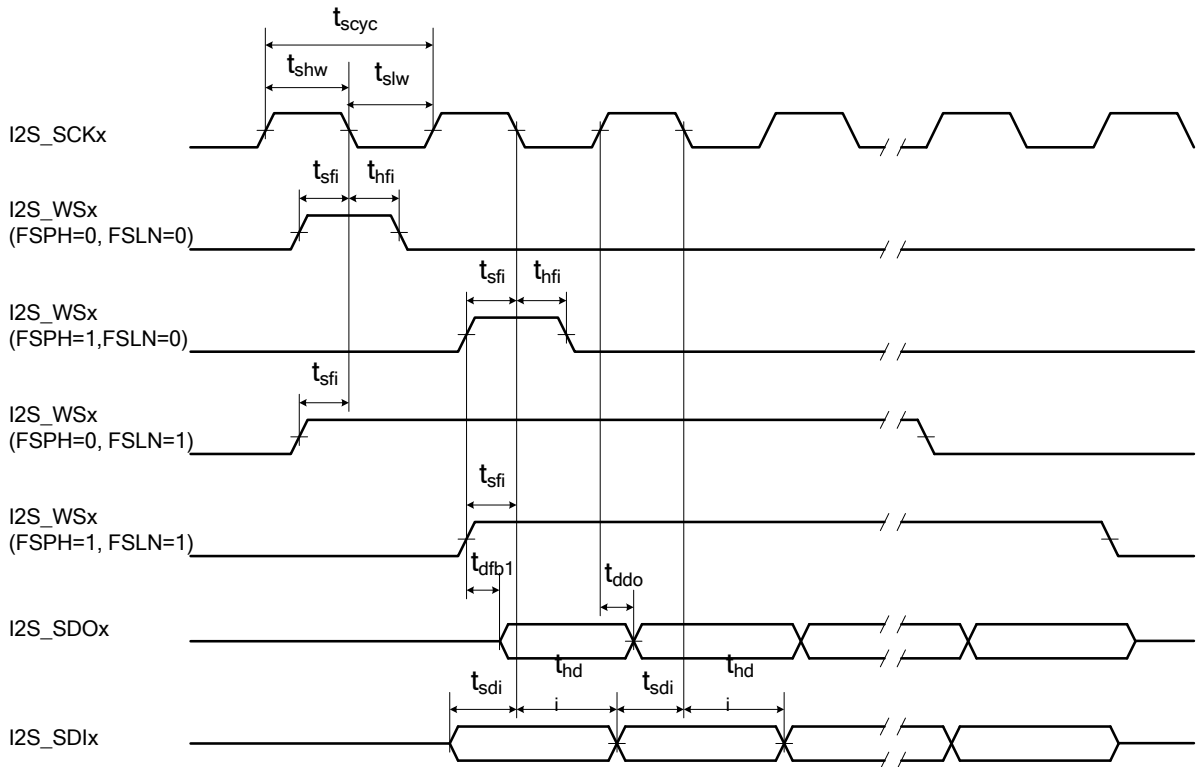 tscyc
tshw
tslw
I2S_SCKx
tsfi
thfi
I2S_WSx
(FSPH=0, FSLN=0)
tsfi
thfi
I2S_WSx
(FSPH=1,FSLN=0)
tsfi
I2S_WSx
(FSPH=0, FSLN=1)
tsfi
I2S_WSx
(FSPH=1, FSLN=1)
tdfb1
tddo
I2S_SDOx
tsdi
thd
i
tsdi
thd
i
I2S_SDIx